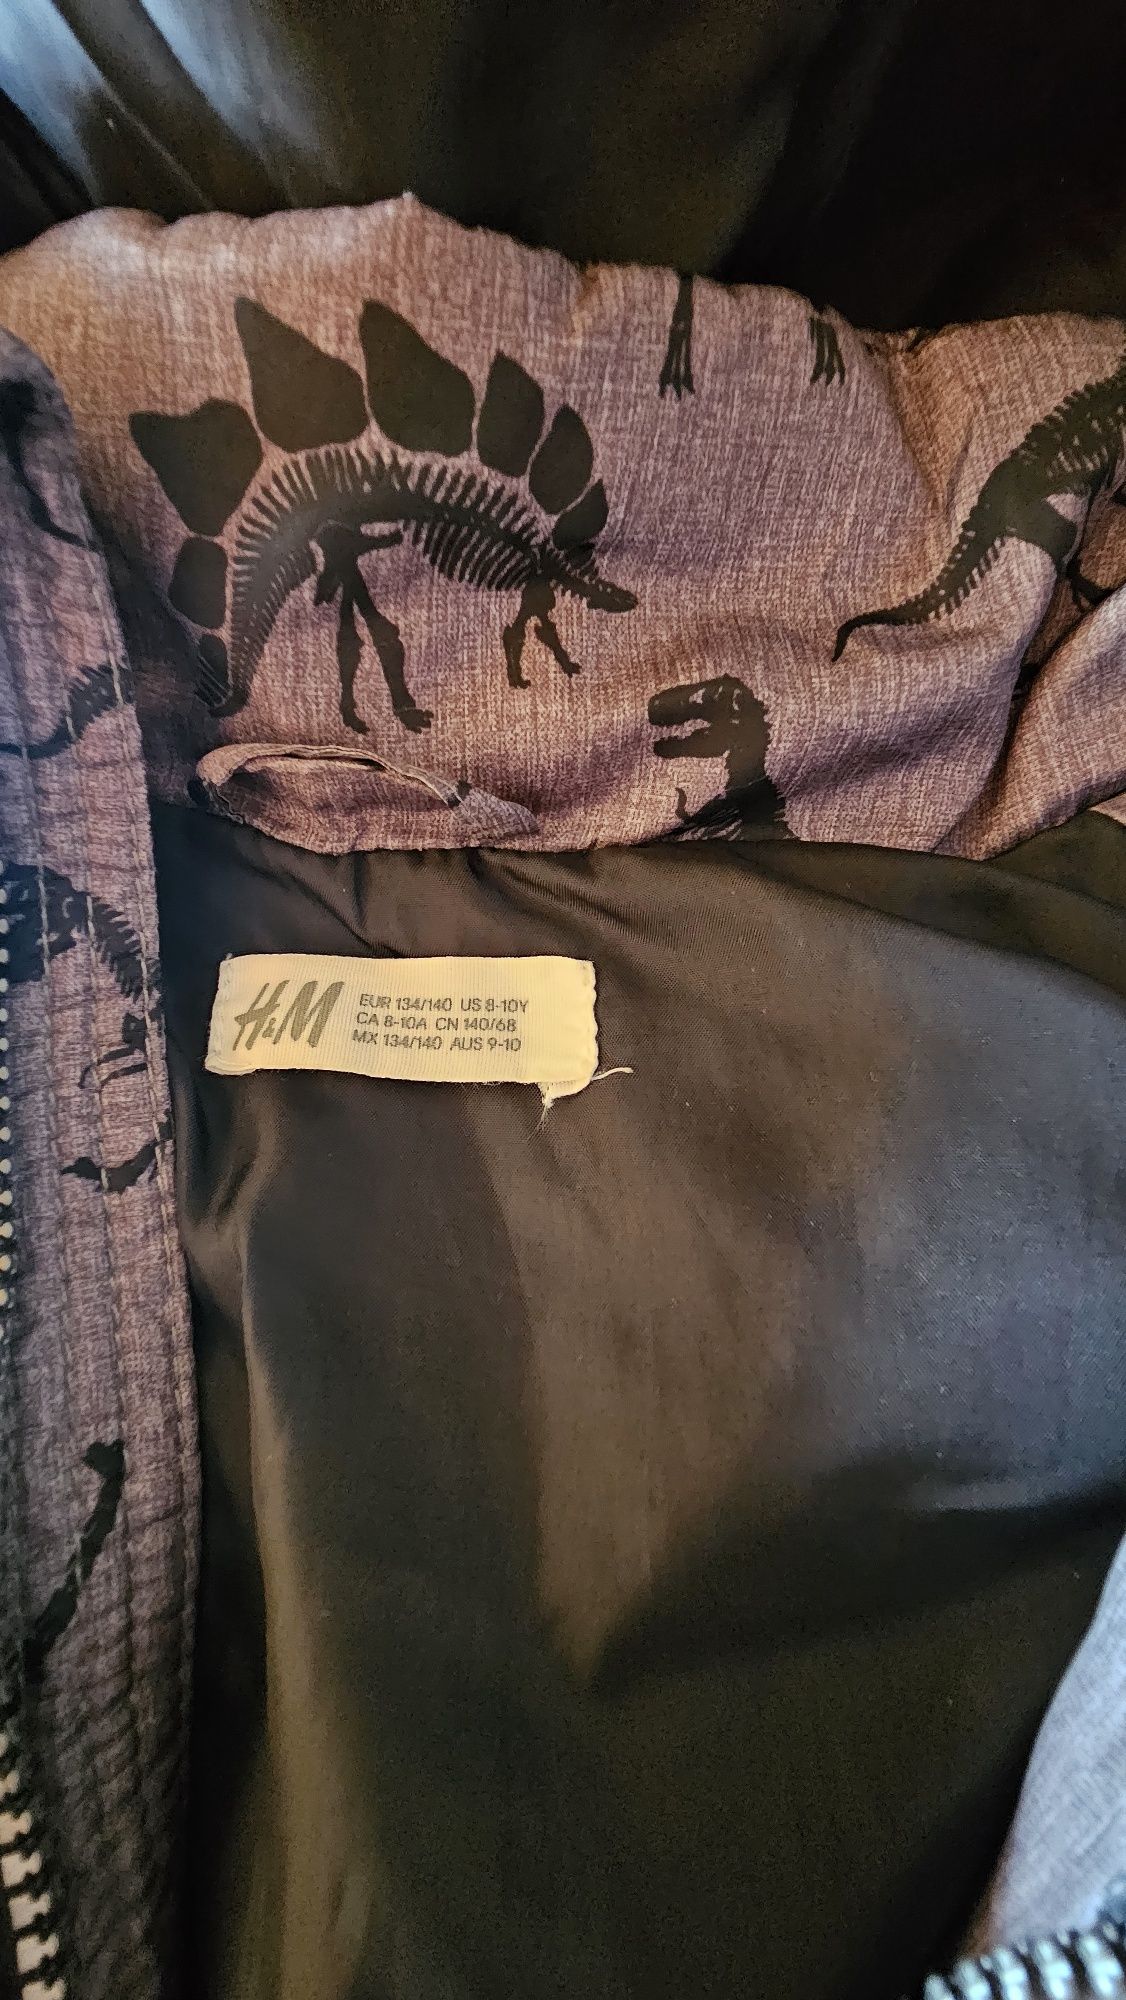 H&M
EUR 134/140 US 8-10Y
CA 8-10A CN 140/68
MX 134/140 AUS 9-10